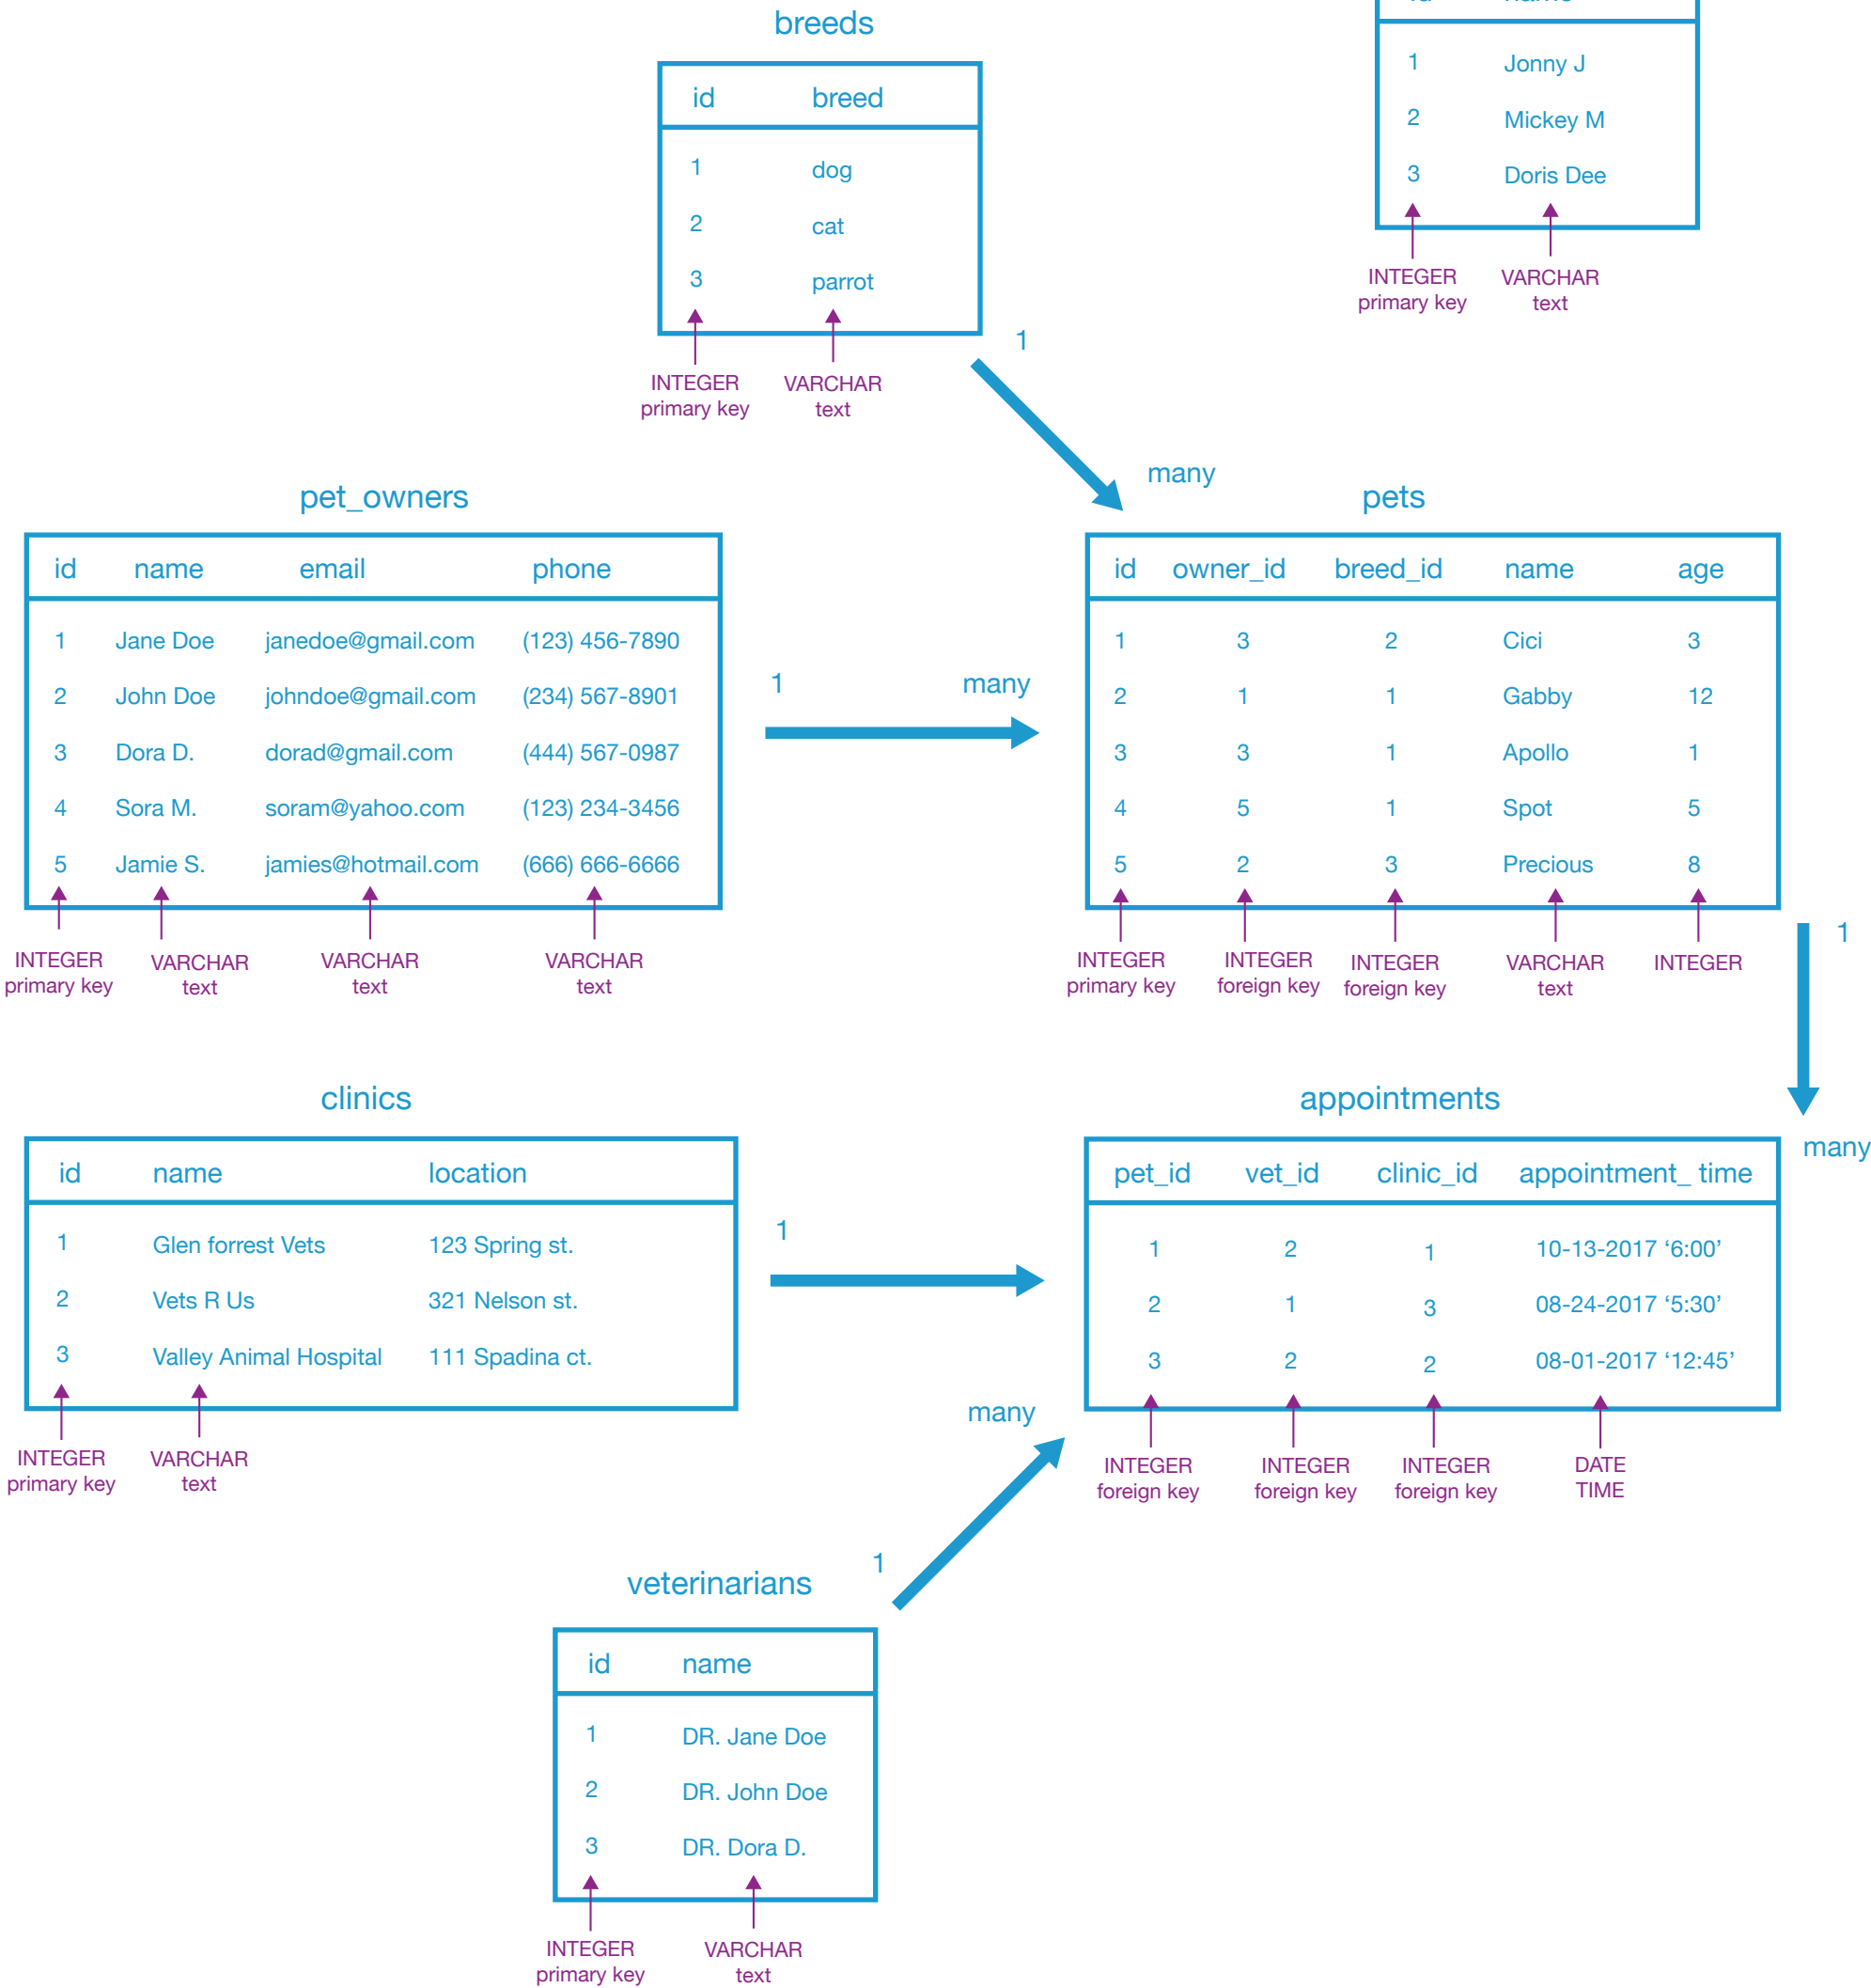 id name
1 Jonny J
2 Mickey M
3 Doris Dee
INTEGER primary key
VARCHAR text
breeds
id breed
1 dog
2 cat
3 parrot
INTEGER primary key
VARCHAR text
1
many
pet_owners
id name email phone
1 Jane Doe janedoe@gmail.com (123) 456-7890
2 John Doe johndoe@gmail.com (234) 567-8901
3 Dora D. dorad@gmail.com (444) 567-0987
4 Sora M. soram@yahoo.com (123) 234-3456
5 Jamie S. jamies@hotmail.com (666) 666-6666
INTEGER primary key
VARCHAR text
VARCHAR text
VARCHAR text
1 many
pets
id owner_id breed_id name age
1 3 2 Cici 3
2 1 1 Gabby 12
3 3 1 Apollo 1
4 5 1 Spot 5
5 2 3 Precious 8
INTEGER primary key
INTEGER foreign key
INTEGER foreign key
VARCHAR text
INTEGER
1
many
clinics
id name location
1 Glen forrest Vets 123 Spring st.
2 Vets R Us 321 Nelson st.
3 Valley Animal Hospital 111 Spadina ct.
INTEGER primary key
VARCHAR text
1
appointments
pet_id vet_id clinic_id appointment_ time
1 2 1 10-13-2017 ‘6:00’
2 1 3 08-24-2017 ‘5:30’
3 2 2 08-01-2017 ‘12:45’
INTEGER foreign key
INTEGER foreign key
INTEGER foreign key
DATE TIME
many
1
veterinarians
id name
1 DR. Jane Doe
2 DR. John Doe
3 DR. Dora D.
INTEGER primary key
VARCHAR text